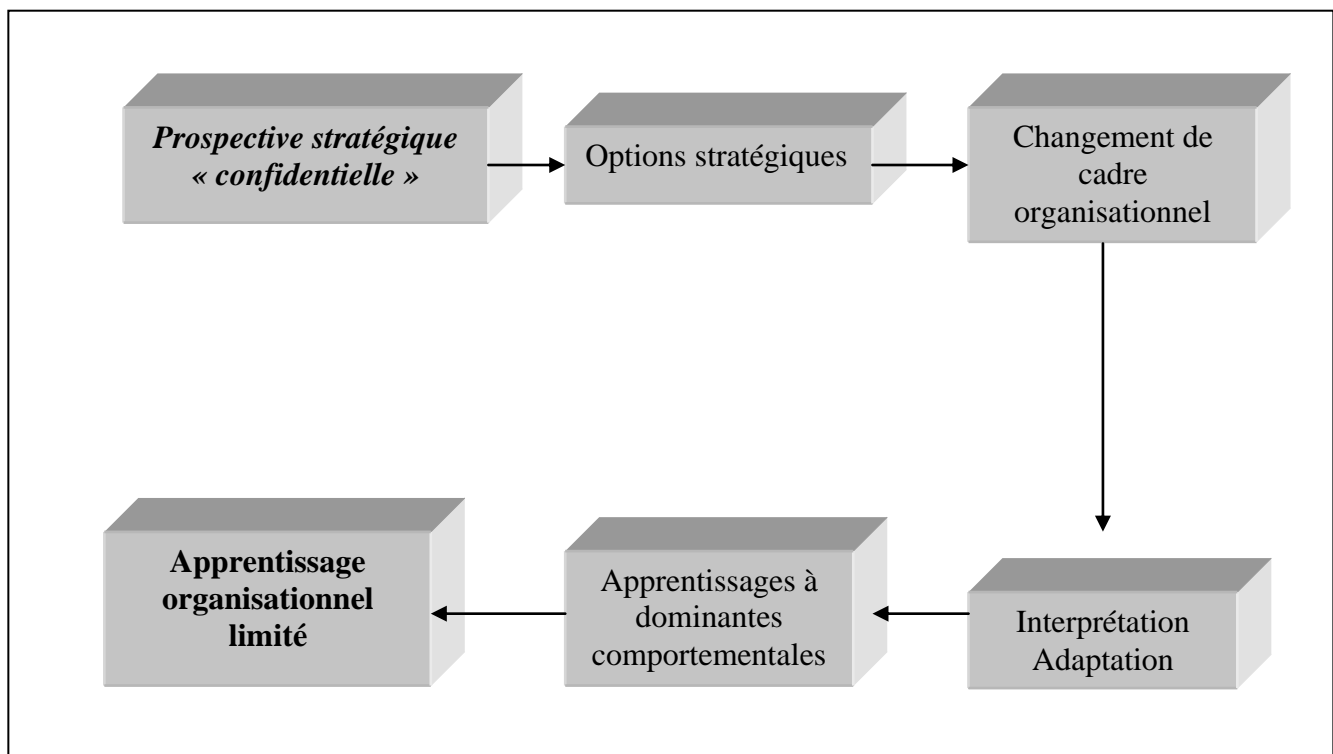 Prospective stratégique
« confidentielle »
Options stratégiques
Changement de
cadre
organisationnel
Interprétation
Adaptation
Apprentissages à
dominantes
comportementales
Apprentissage
organisationnel
limité